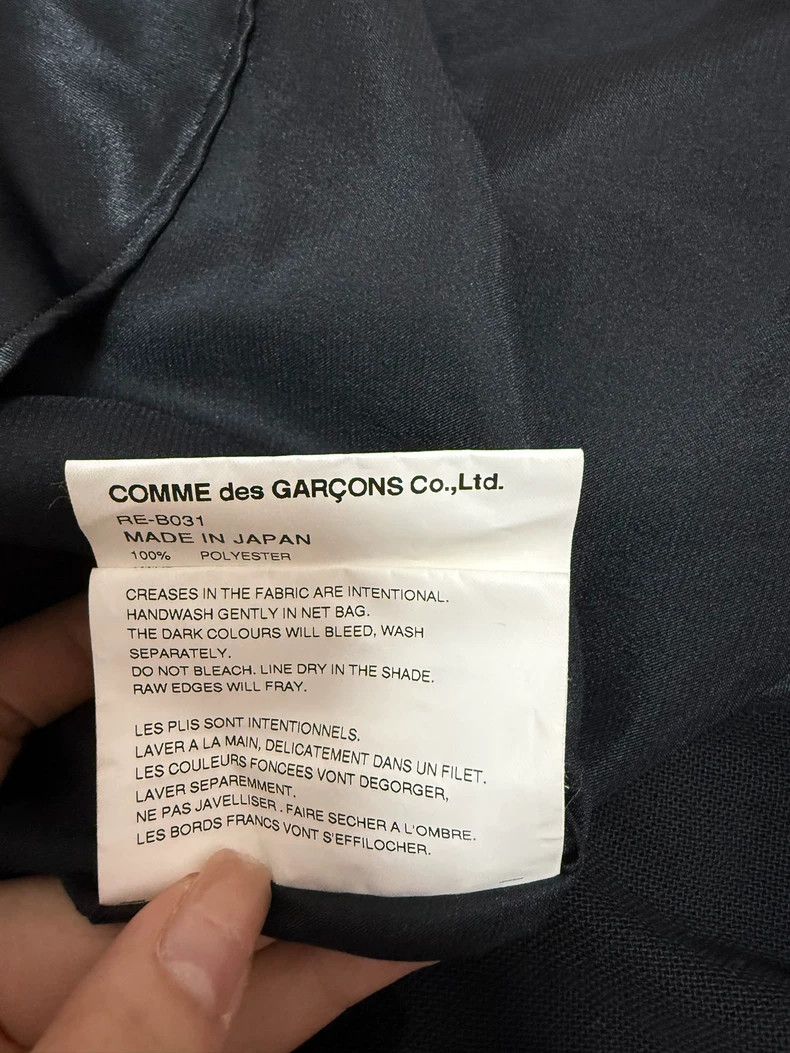 COMME des GARÇONS Co.,Ltd.
RE-B031
MADE IN JAPAN
100% POLYESTER
CREASES IN THE FABRIC ARE INTENTIONAL.
HANDWASH GENTLY IN NET BAG.
THE DARK COLOURS WILL BLEED, WASH
SEPARATELY.
DO NOT BLEACH. LINE DRY IN THE SHADE.
RAW EDGES WILL FRAY.
LES PLIS SONT INTENTIONNELS.
LAVER A LA MAIN, DELICATEMENT DANS UN FILET.
LES COULEURS FONCEES VONT DEGORGER,
LAVER SEPAREMMENT.
NE PAS JAVELLISER . FAIRE SECHER A L'OMBRE.
LES BORDS FRANCS VONT S'EFFILOCHER.